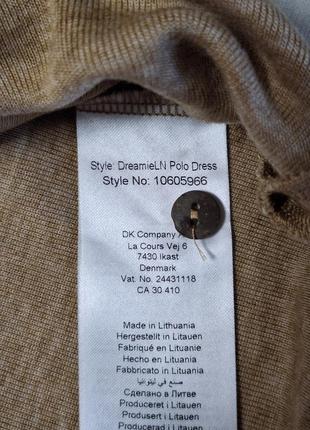 Style: DreamieLN Polo Dress
Style No: 10605966
DK Company
La Cours Vej 6
7430 Ikast
Denmark
Vat. No. 24431118
CA 30.410
Made in Lithuania
Hergestellt in Litauen
Fabriqué en Lituanie
Hecho en Lituania
Fabbricato in Lituania
صنع في ليتوانيا
Сделано в Литве
Produceret i Litauen
Produsert i Litauen
Producerad i Litauen